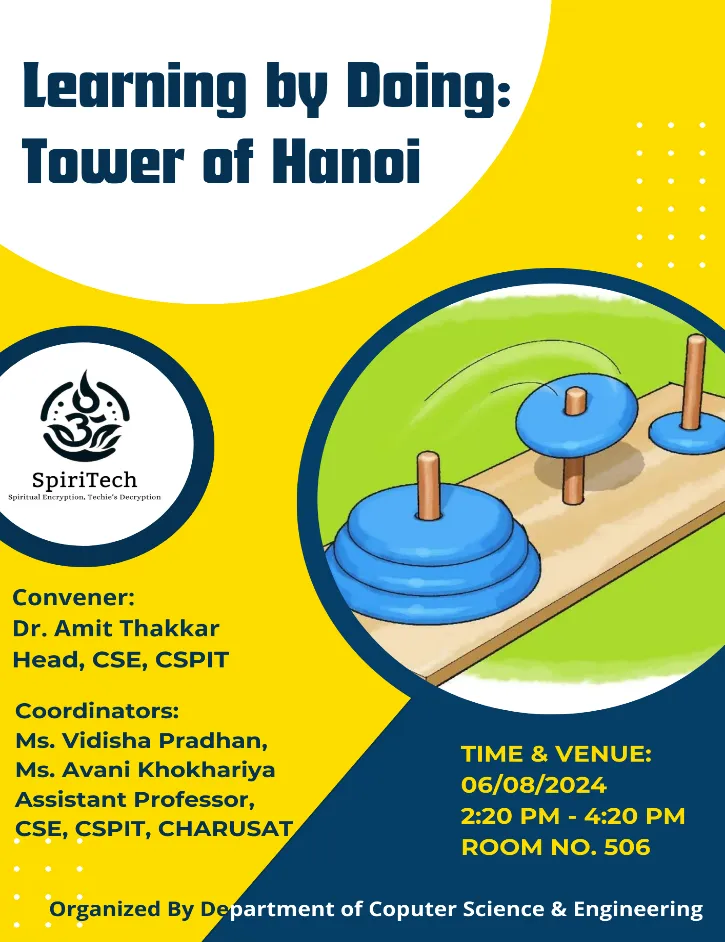 Learning by Doing:
Tower of Hanoi
SpiriTech
Spiritual Encryption, Techie's Decryption
Convener:
Dr. Amit Thakkar
Head, CSE, CSPIT
Coordinators:
Ms. Vidisha Pradhan,
Ms. Avani Khokhariya
Assistant Professor,
CSE, CSPIT, CHARUSAT
TIME & VENUE:
06/08/2024
2:20 PM - 4:20 PM
ROOM NO. 506
Organized By Department of Coputer Science & Engineering